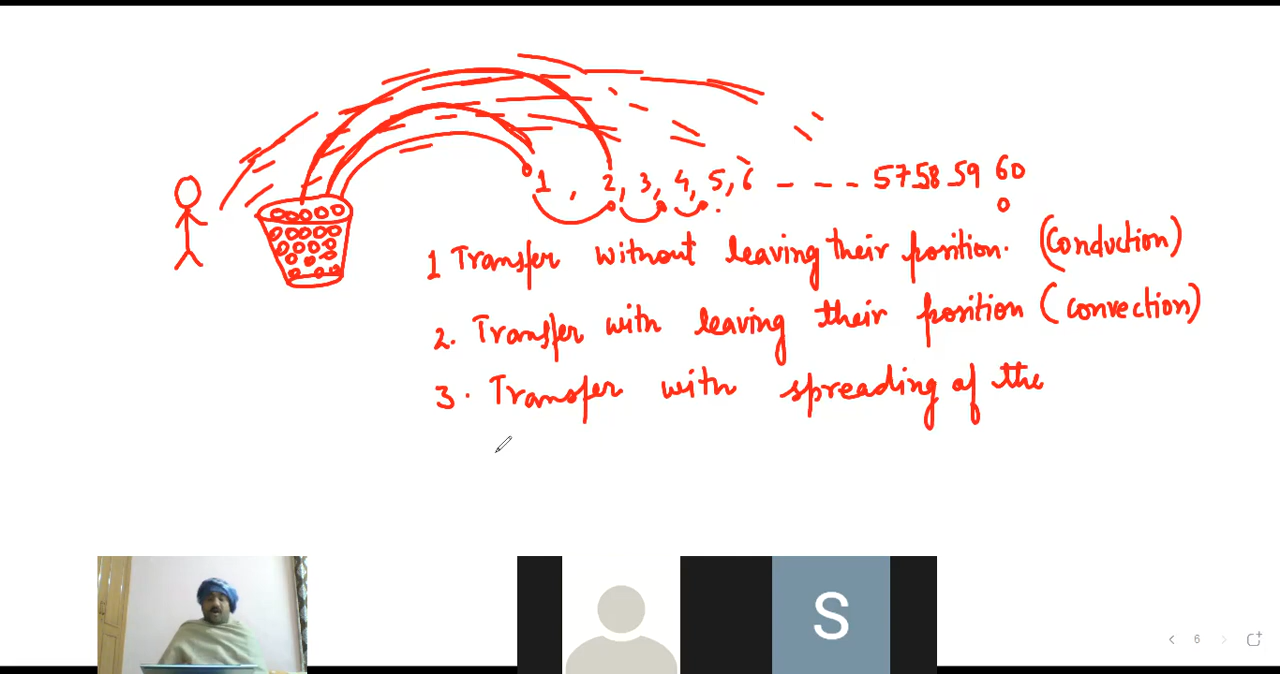 1 , 2, 3, 4, 5, 6 - - - 57 58 59 60
1 Transfer without leaving their position. (Conduction)
2. Transfer with leaving their position (convection)
3. Transfer with spreading of the
S
6